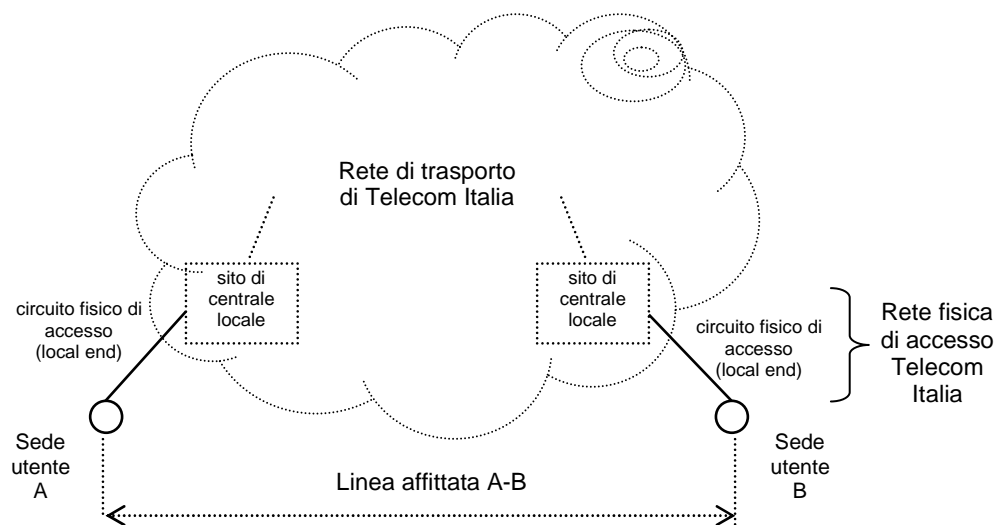 Rete di trasporto
di Telecom Italia
sito di
centrale
locale
sito di
centrale
locale
circuito fisico di
accesso
(local end)
circuito fisico di
accesso
(local end)
Rete fisica
di accesso
Telecom
Italia
Sede
utente
A
Linea affittata A-B
Sede
utente
B